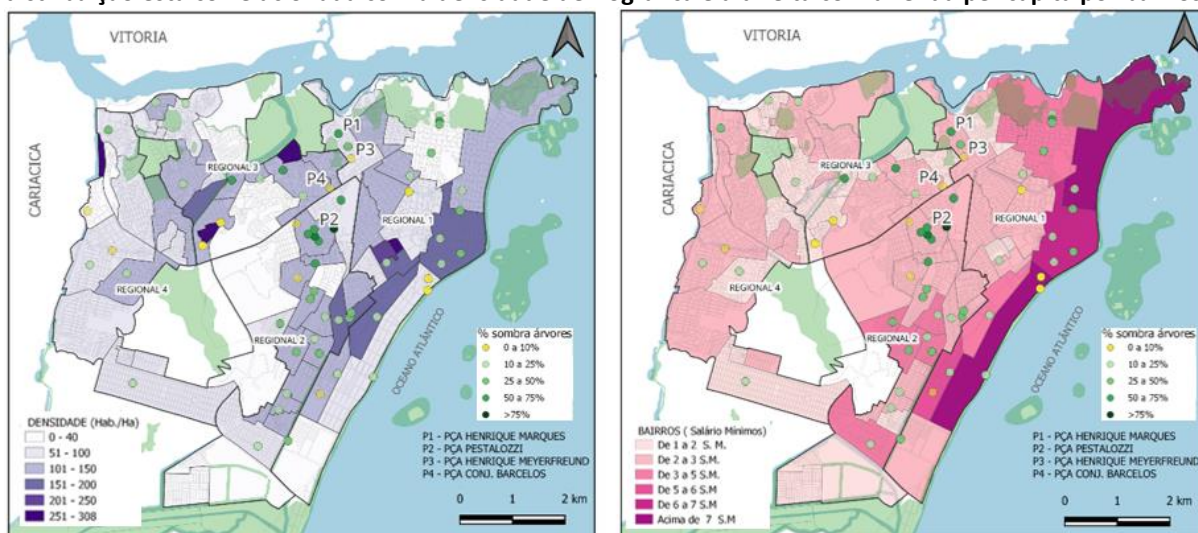 VITORIA
CARIACICA
P1
P3
REGIONAL 3
P4
P2
REGIONAL 1
REGIONAL 4
REGIONAL 2
OCEANO ATLÂNTICO
% sombra árvores
0 a 10%
10 a 25%
25 a 50%
50 a 75%
>75%
DENSIDADE (Hab./Ha)
0 - 40
51 - 100
101 - 150
151 - 200
201 - 250
251 - 308
P1 - PÇA HENRIQUE MARQUES
P2 - PÇA PESTALOZZI
P3 - PÇA HENRIQUE MEYERFREUND
P4 - PÇA CONJ. BARCELOS
0 1 2 km
VITORIA
CARIACICA
P1
P3
REGIONAL 3
P4
P2
REGIONAL 1
REGIONAL 4
REGIONAL 2
OCEANO ATLÂNTICO
% sombra árvores
0 a 10%
10 a 25%
25 a 50%
50 a 75%
>75%
BAIRROS ( Salário Mínimos)
De 1 a 2 S. M.
De 2 a 3 S.M.
De 3 a 5 S.M.
De 5 a 6 S.M
De 6 a 7 S.M
Acima de 7 S.M
P1 - PÇA HENRIQUE MARQUES
P2 - PÇA PESTALOZZI
P3 - PÇA HENRIQUE MEYERFREUND
P4 - PÇA CONJ. BARCELOS
0 1 2 km